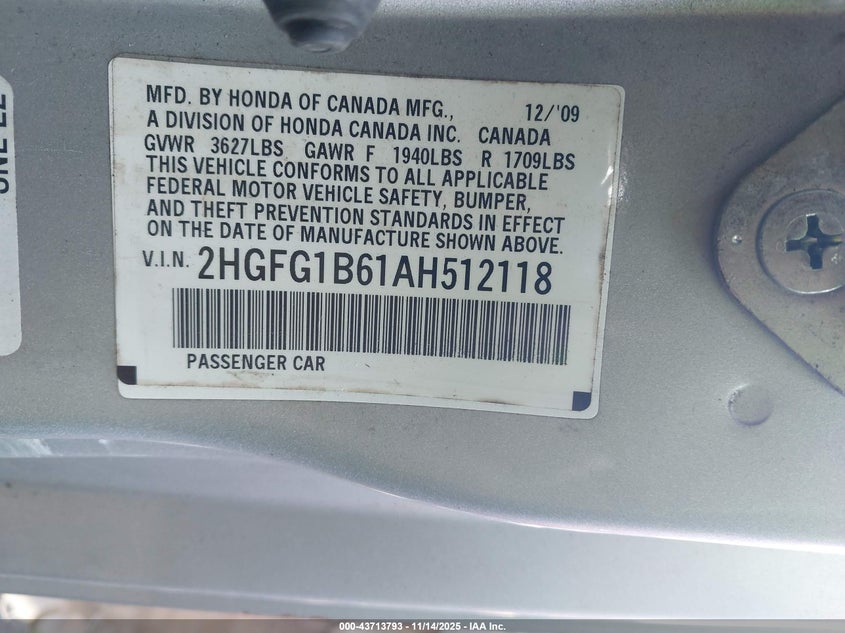 MFD. BY HONDA OF CANADA MFG., 12/'09
A DIVISION OF HONDA CANADA INC. CANADA
GVWR 3627LBS GAWR F 1940LBS R 1709LBS
THIS VEHICLE CONFORMS TO ALL APPLICABLE
FEDERAL MOTOR VEHICLE SAFETY, BUMPER,
AND THEFT PREVENTION STANDARDS IN EFFECT
ON THE DATE OF MANUFACTURE SHOWN ABOVE.
V.I.N. 2HGFG1B61AH512118
PASSENGER CAR
000-43713793 - 11/14/2025 - IAA Inc.